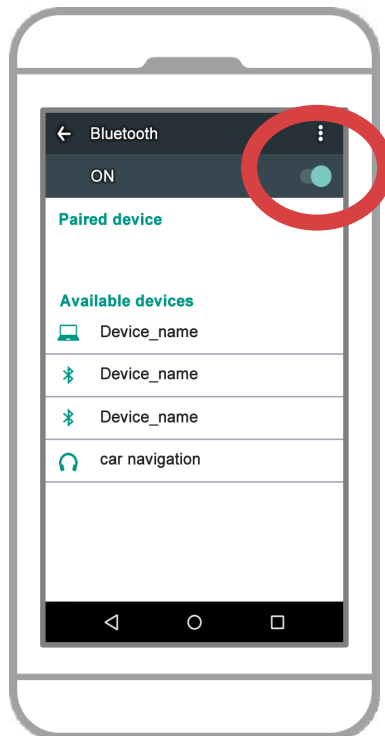 Bluetooth
ON
Paired device
Available devices
Device_name
Device_name
Device_name
car navigation